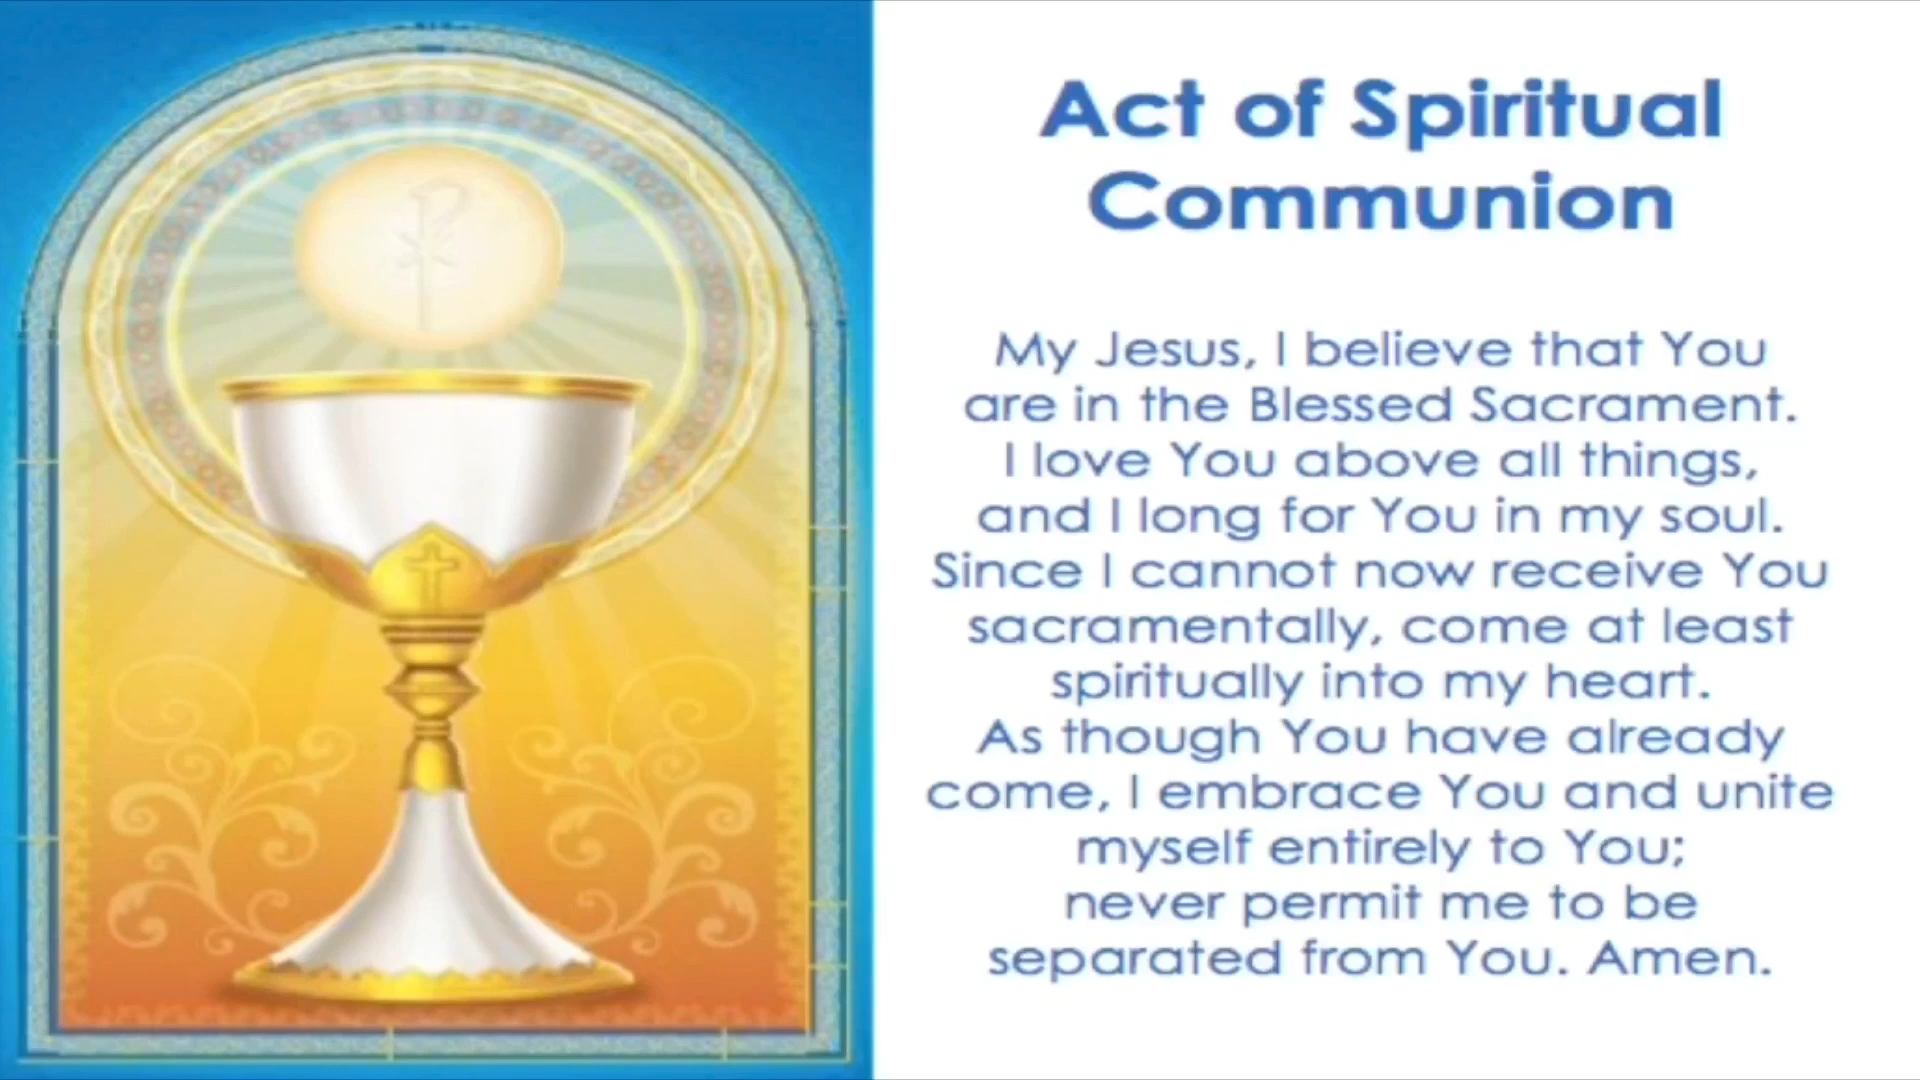 Act of Spiritual
Communion
My Jesus, I believe that You
are in the Blessed Sacrament.
I love You above all things,
and I long for You in my soul.
Since I cannot now receive You
sacramentally, come at least
spiritually into my heart.
As though You have already
come, I embrace You and unite
myself entirely to You;
never permit me to be
separated from You. Amen.